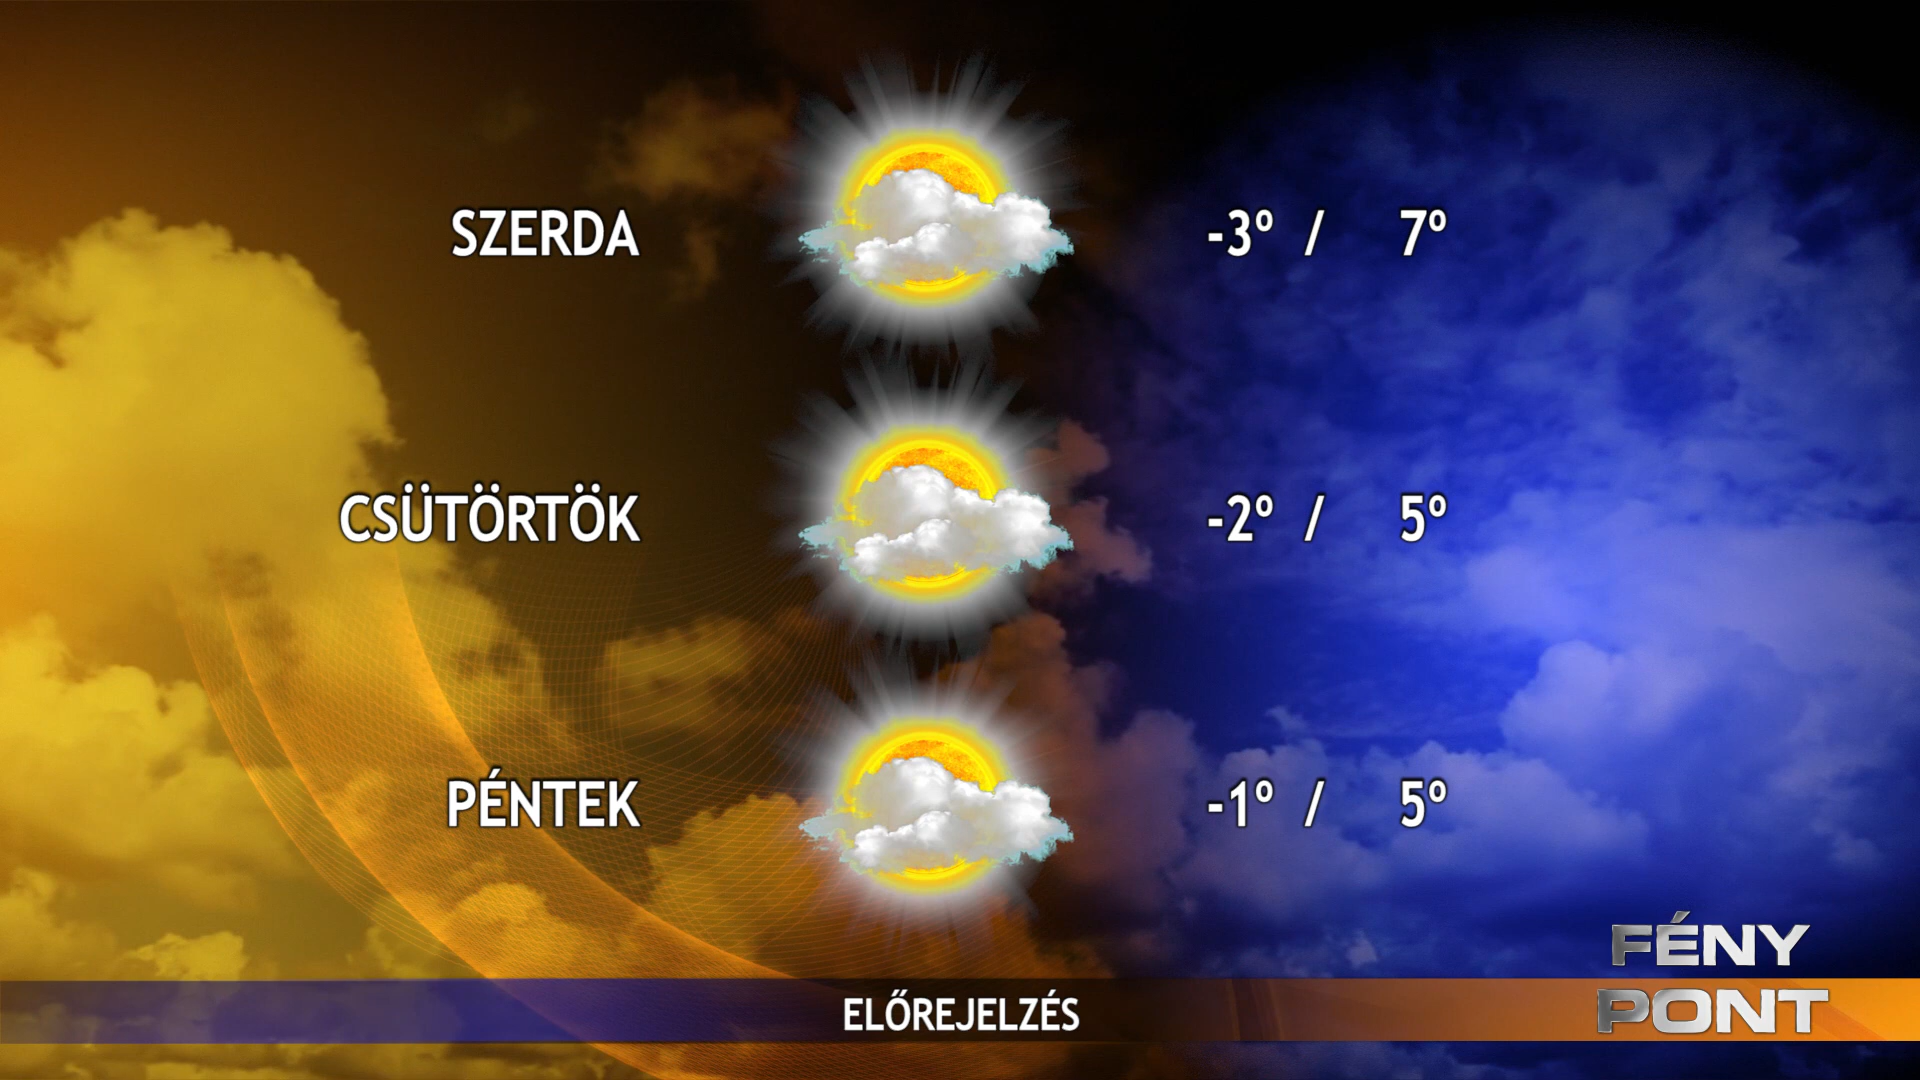 SZERDA -3° / 7°
CSÜTÖRTÖK -2° / 5°
PÉNTEK -1° / 5°
ELŐREJELZÉS
FÉNY
PONT